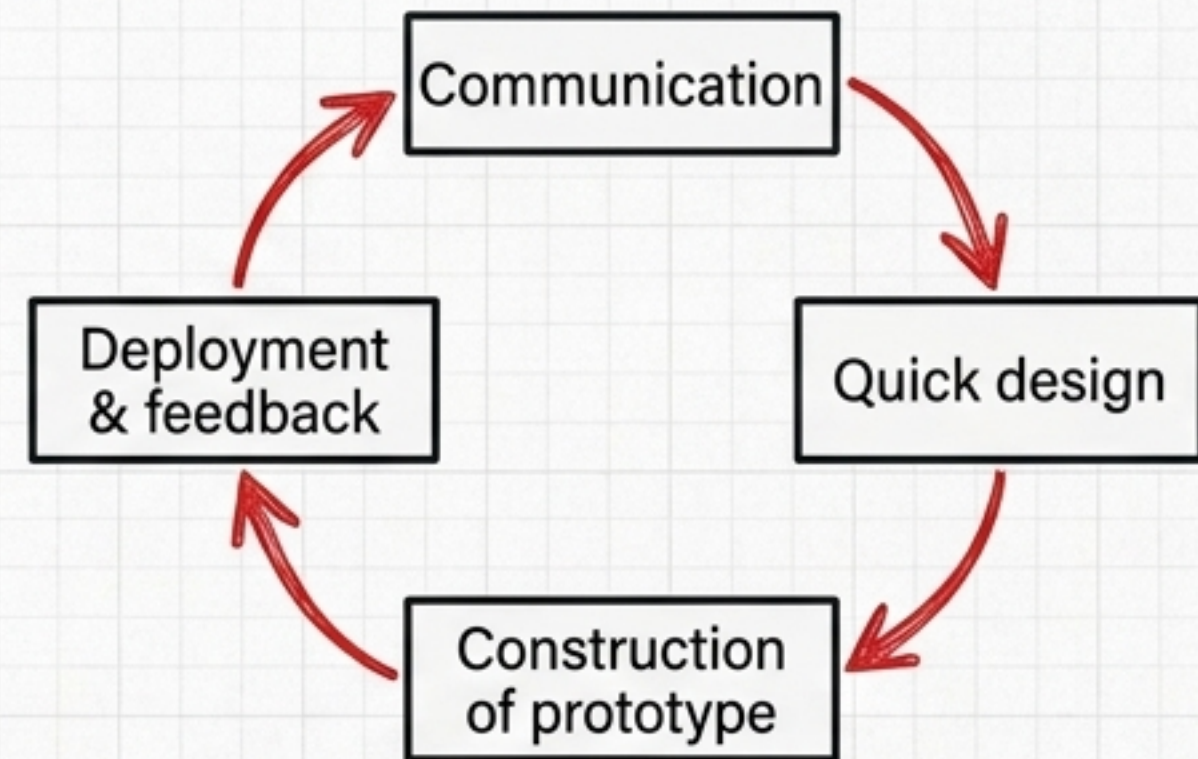 Communication
Quick design
Construction
of prototype
Deployment
& feedback